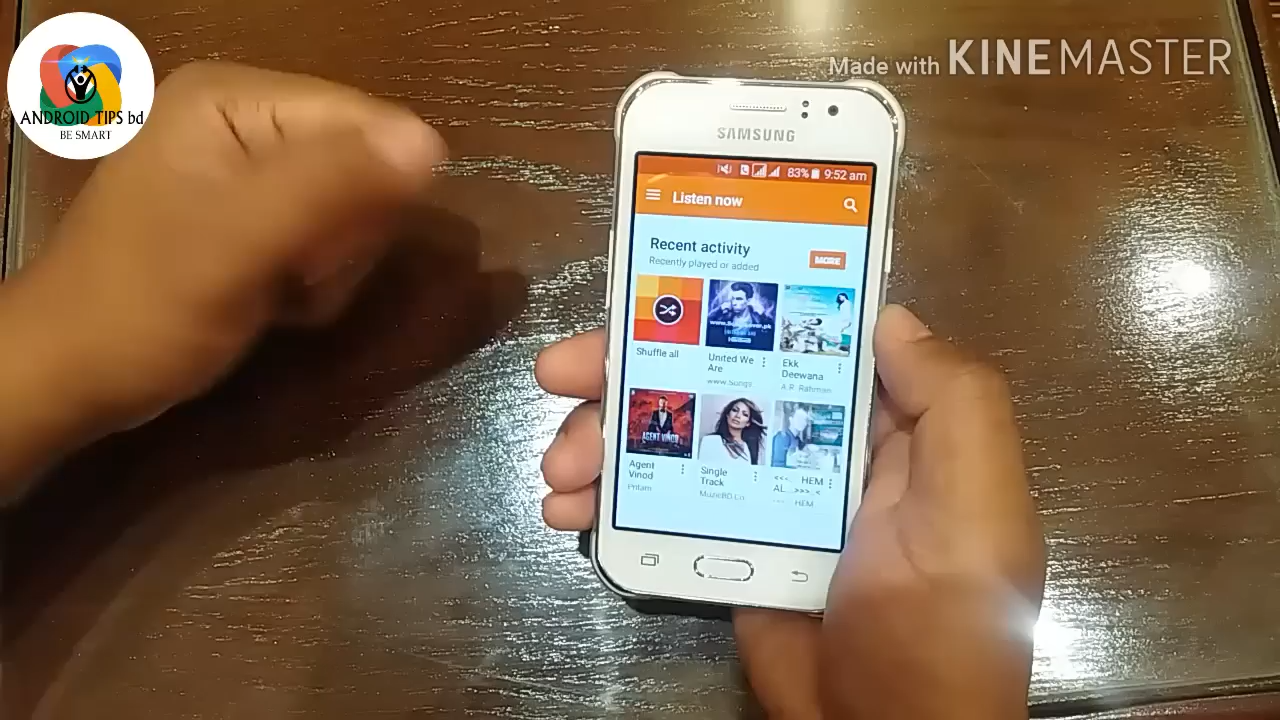 ANDROID TIPS bd
BE SMART
Made with KINEMASTER
SAMSUNG
83% 9:52 am
Listen now
Recent activity
Recently played or added
MORE
Shuffle all
United We
Are
Ekk
Deewana
A.R. Rahman
AGENT VINOD
Agent
Vinod
Pritam
Single
Track
<<<. HEM
AL... >>>. <
HEM